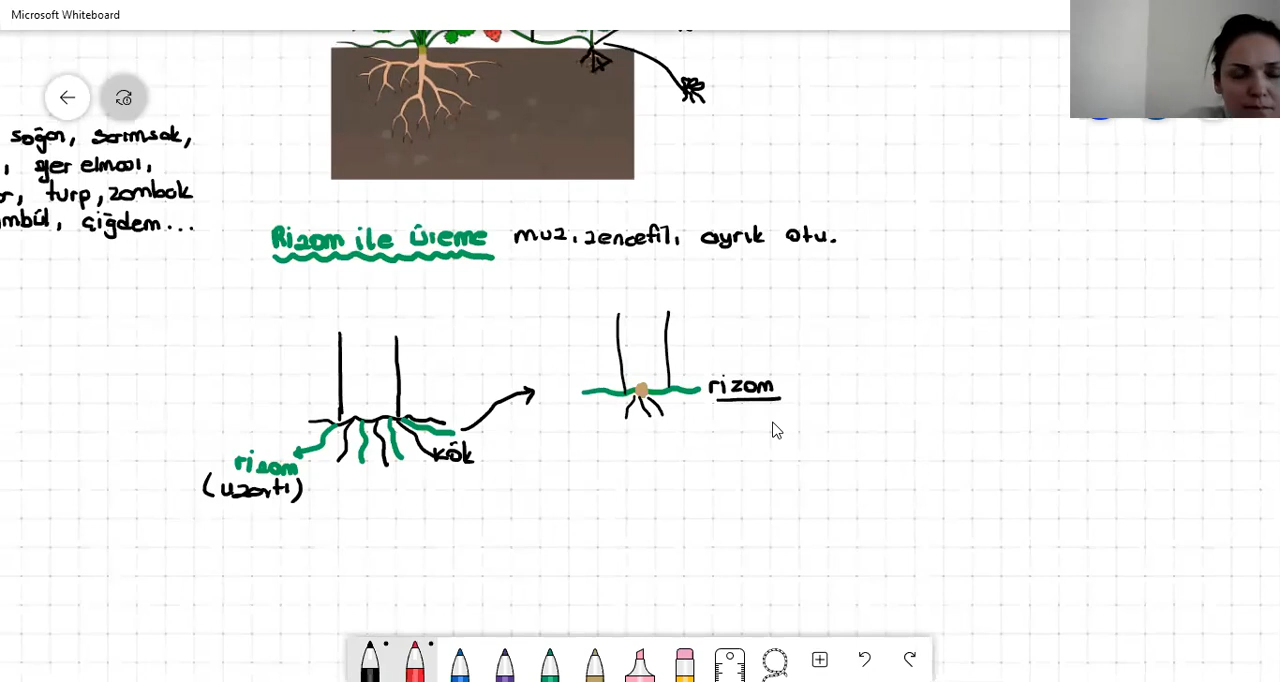 Microsoft Whiteboard
soğan, sarımsak,
, yer elması,
r, turp, zambak
mbül, çiğdem...
Rizom ile üreme muz, zencefil, ayrık otu.
rizom
kök
rizom
(uzantı)